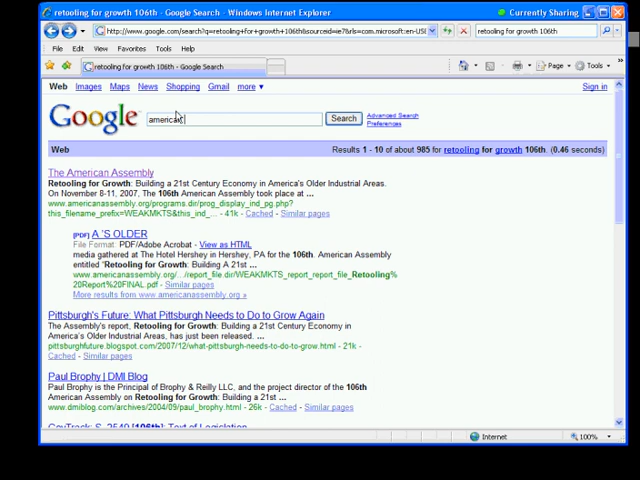 retooling for growth 106th - Google Search - Windows Internet Explorer
Currently Sharing
http://www.google.com/search?q=retooling+for+growth+106th&sourceid=ie7&rls=com.microsoft:en-US&
retooling for growth 106th
File Edit View Favorites Tools Help
retooling for growth 106th - Google Search
Page Tools
Web Images Maps News Shopping Gmail more ▼
Sign in
Google
american
Search
Advanced Search
Preferences
Web
Results 1 - 10 of about 985 for retooling for growth 106th. (0.46 seconds)
The American Assembly
Retooling for Growth: Building a 21st Century Economy in America's Older Industrial Areas.
On November 8-11, 2007, The 106th American Assembly took place at ...
www.americanassembly.org/programs.dir/prog_display_ind_pg.php?
this_filename_prefix=WEAKMKTS&this_ind_... - 41k - Cached - Similar pages
[PDF] A 'S OLDER
File Format: PDF/Adobe Acrobat - View as HTML
media gathered at The Hotel Hershey in Hershey, PA for the 106th. American Assembly
entitled "Retooling for Growth: Building A 21st ...
www.americanassembly.org/.../report_file.dir/WEAKMKTS_report_report_file_Retooling%
20Report%20FINAL.pdf - Similar pages
More results from www.americanassembly.org »
Pittsburgh's Future: What Pittsburgh Needs to Do to Grow Again
The Assembly's report, Retooling for Growth: Building a 21st Century Economy in
America's Older Industrial Areas, has just been released. ...
pittsburghfuture.blogspot.com/2007/12/what-pittsburgh-needs-to-do-to-grow.html - 21k -
Cached - Similar pages
Paul Brophy | DMI Blog
Paul Brophy is the Principal of Brophy & Reilly LLC, and the project director of the 106th
American Assembly on Retooling for Growth: Building a 21st ...
www.dmiblog.com/archives/2004/09/paul_brophy.html - 26k - Cached - Similar pages
GovTrack: S. 2549 [106th]: Text of Legislation
Internet
100%